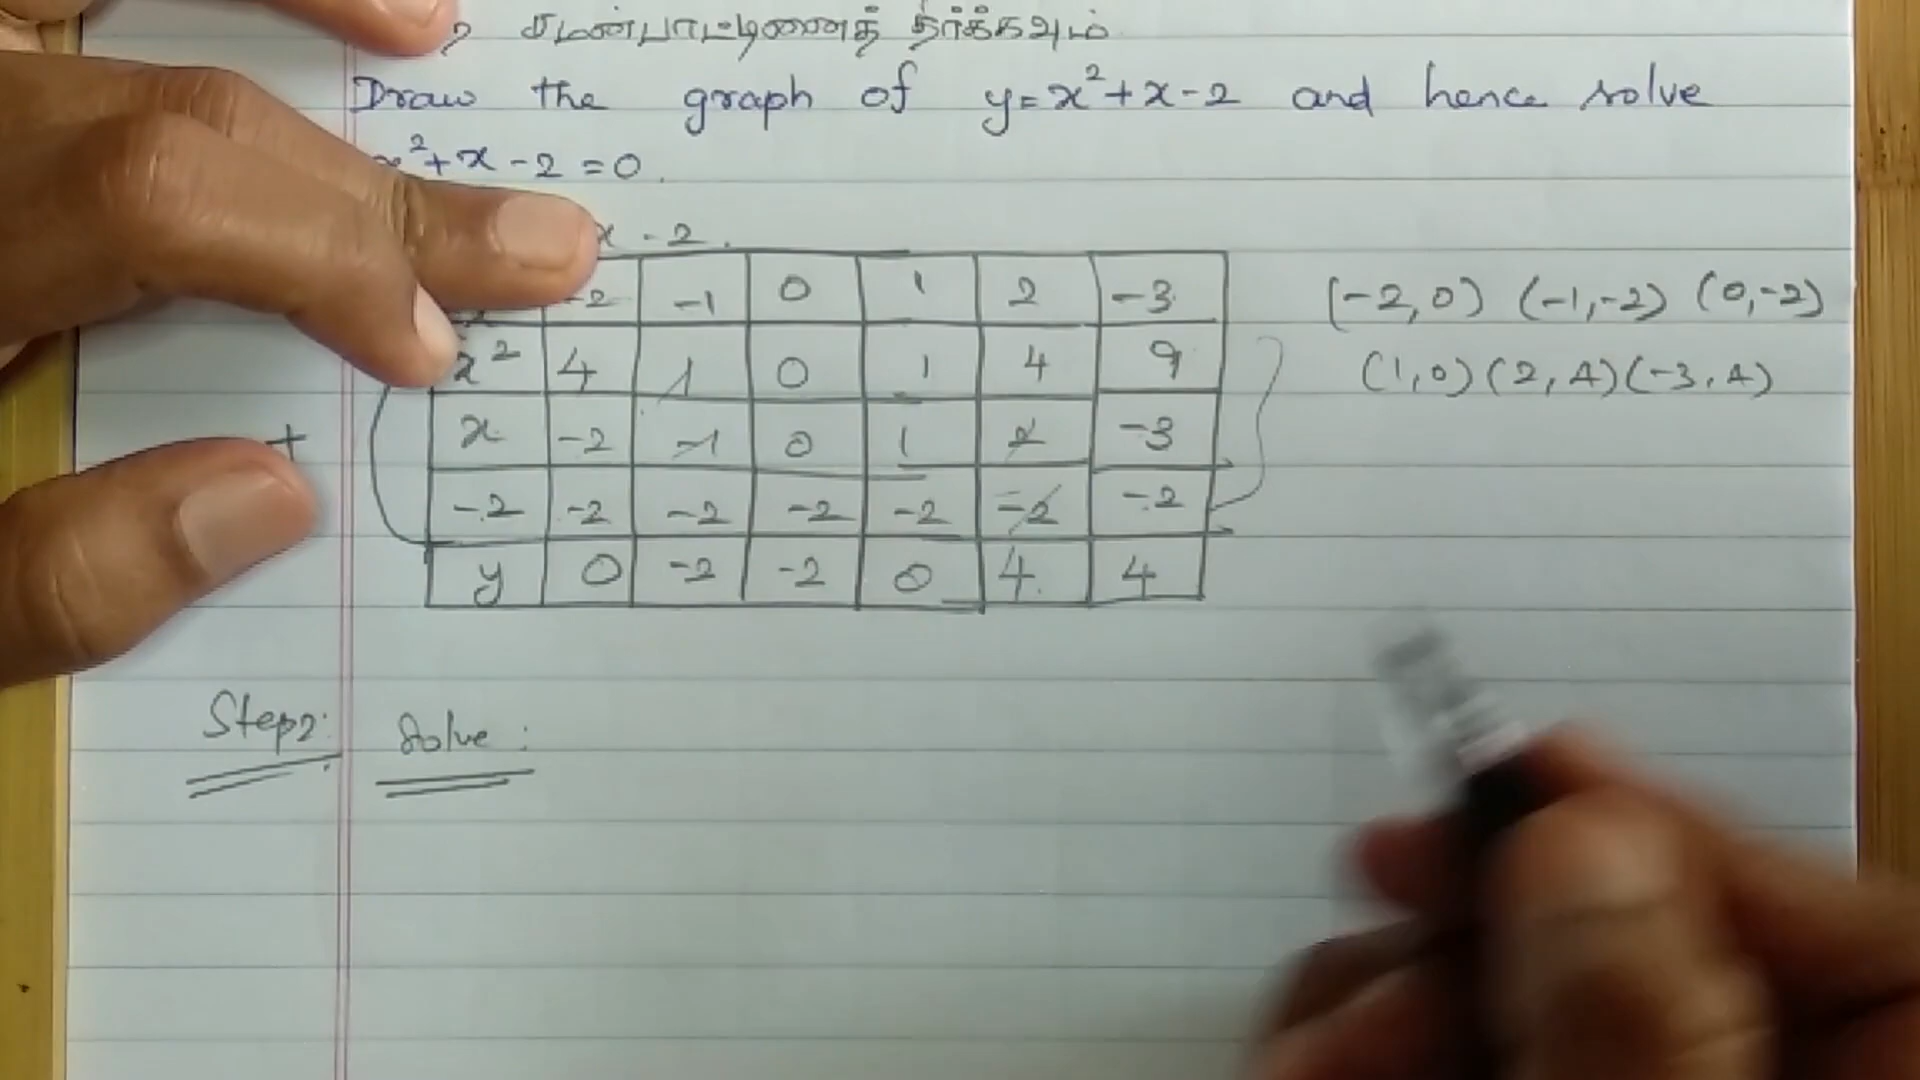 சமன்பாட்டினைத் தீர்க்கவும்
Draw the graph of y=x²+x-2 and hence solve
x²+x-2=0.
x-2.
-2 -1 0 1 2 -3
x² 4 1 0 1 4 9
x -2 -1 0 1 2 -3
-2 -2 -2 -2 -2 -2 -2
y 0 -2 -2 0 4 4
+
(-2,0) (-1,-2) (0,-2)
(1,0) (2,4) (-3,4)
Step2: Solve: